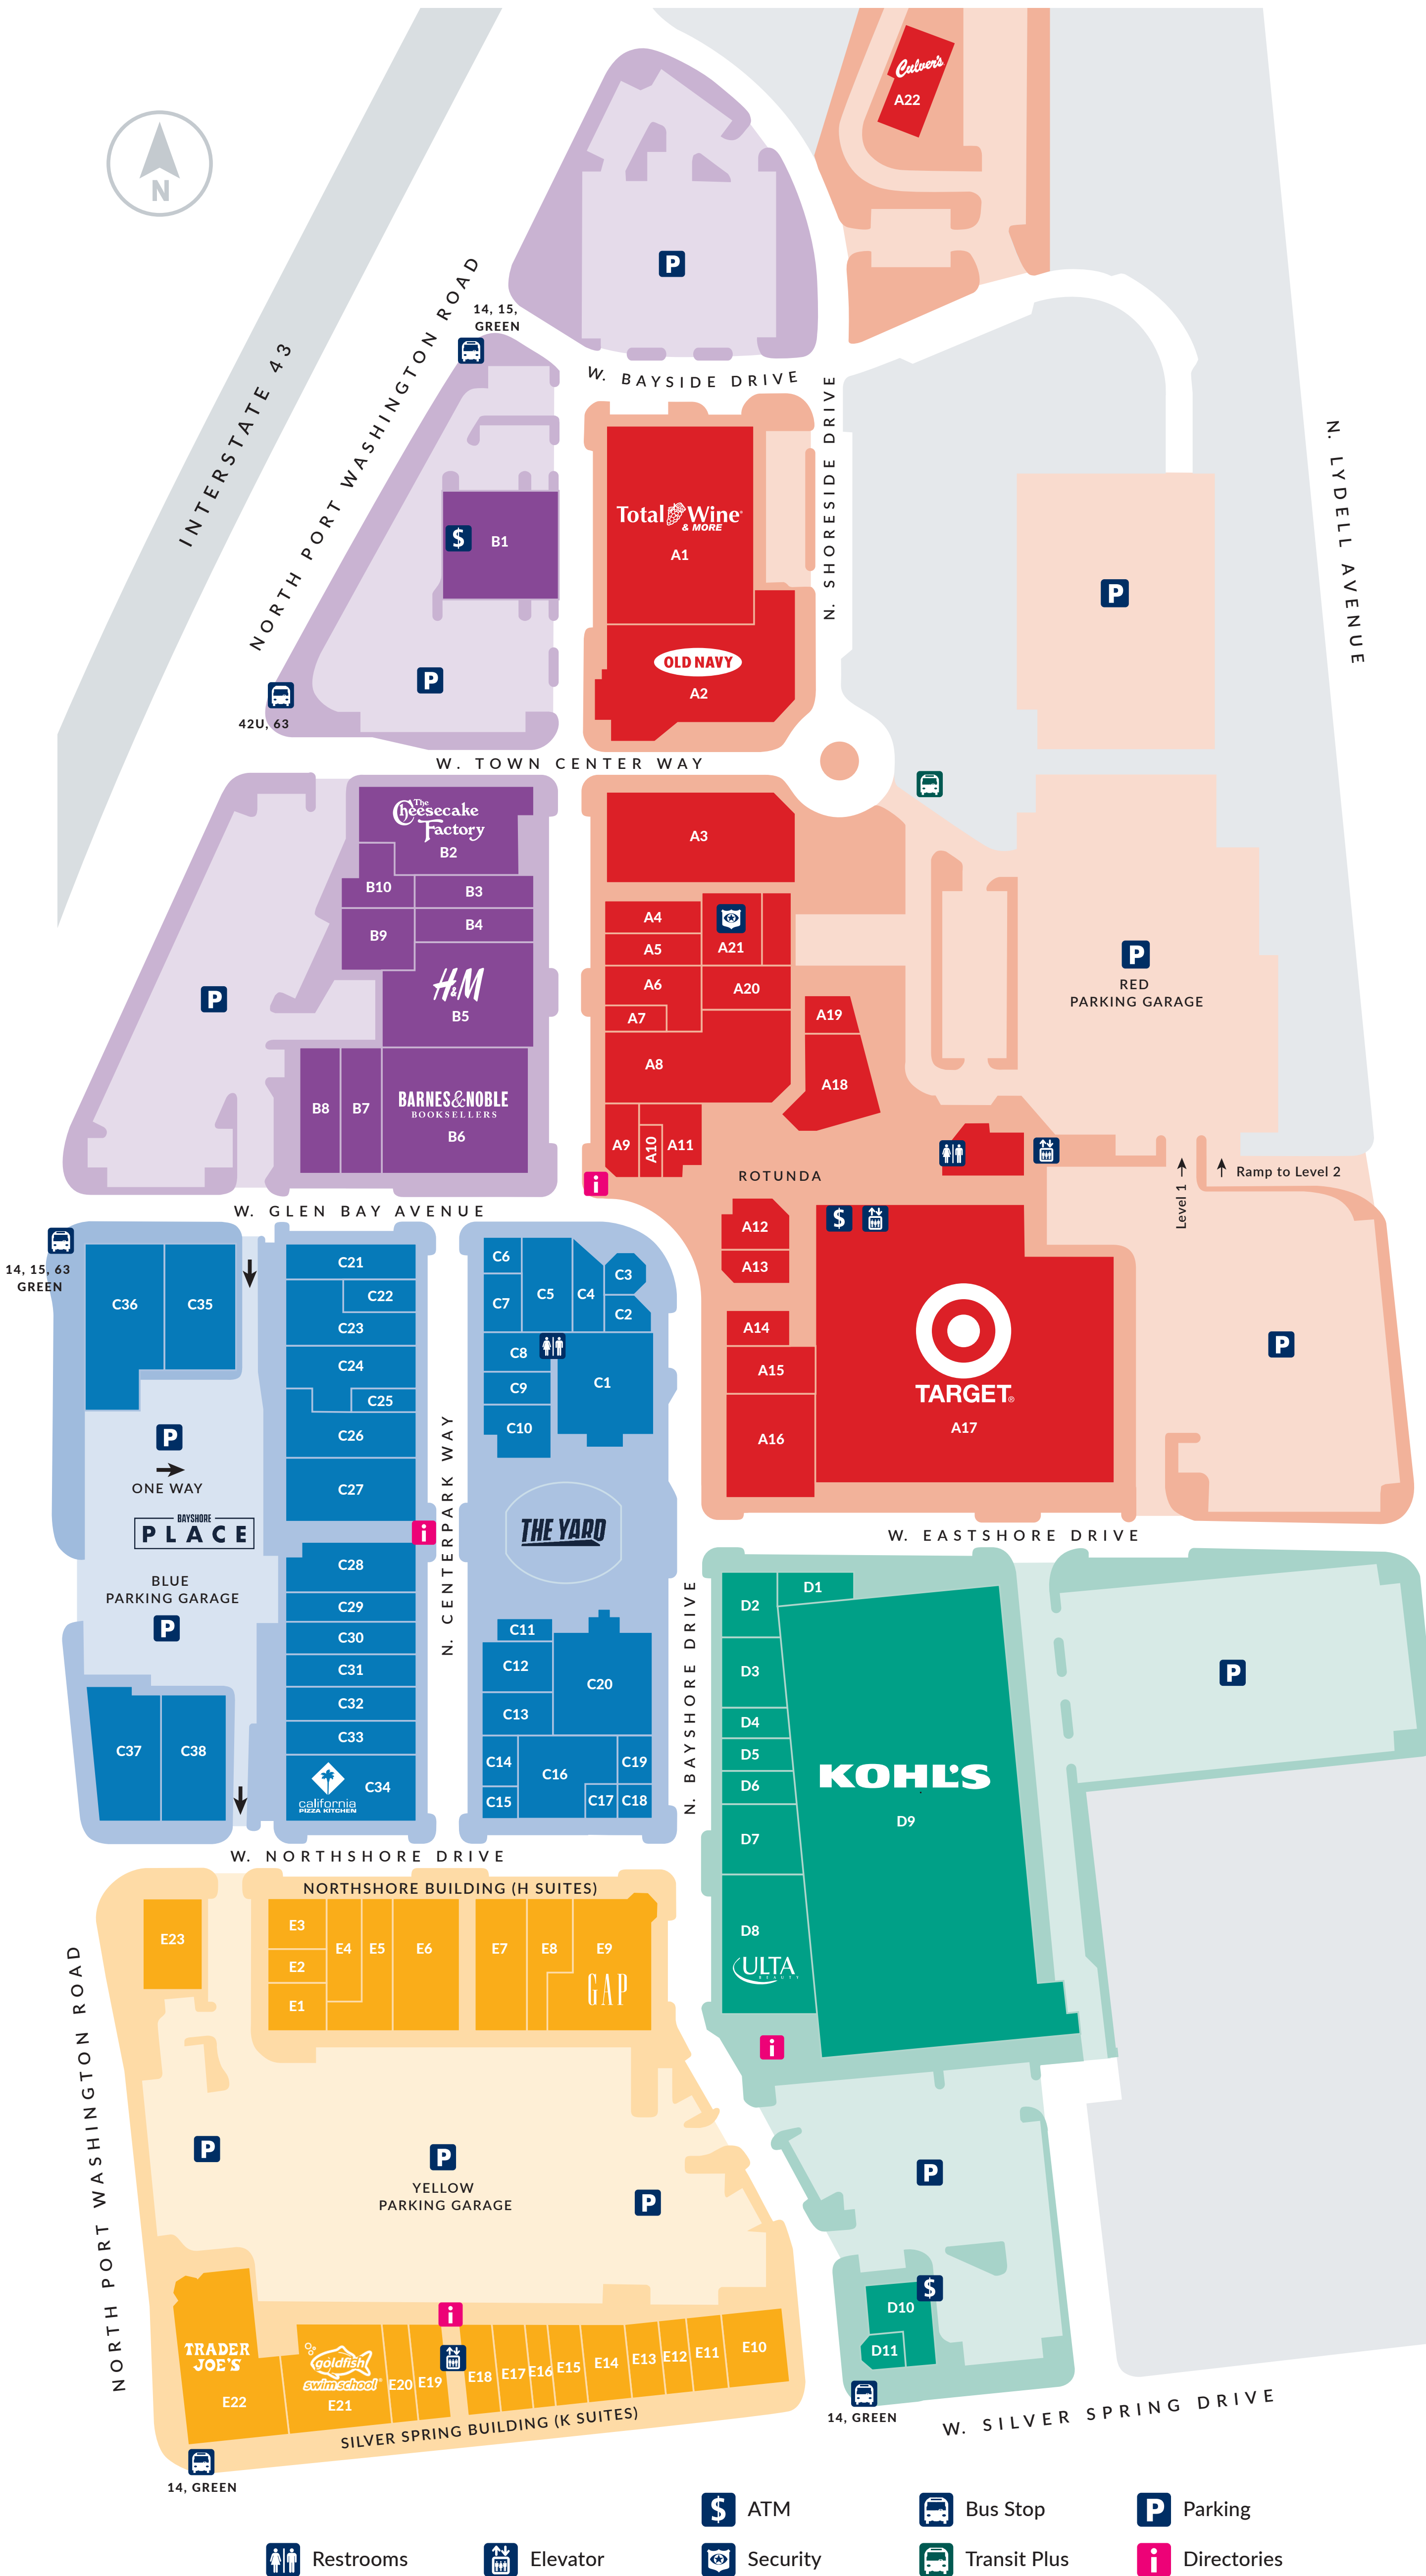 Culver's
A22
N
P
14, 15,
GREEN
NORTH PORT WASHINGTON ROAD
INTERSTATE 43
W. BAYSIDE DRIVE
N. SHORESIDE DRIVE
N. LYDELL AVENUE
Total Wine
& MORE
A1
$
B1
P
OLD NAVY
A2
P
42U, 63
W. TOWN CENTER WAY
The
Cheesecake
Factory
B2
B10
B3
B9
B4
H&M
B5
P
B8
B7
BARNES&NOBLE
BOOKSELLERS
B6
A3
A4
A5
A21
A6
A20
A7
A8
A19
A18
A9
A10
A11
P
RED
PARKING GARAGE
i
ROTUNDA
Level 1
Ramp to Level 2
W. GLEN BAY AVENUE
14, 15, 63
GREEN
C36
C35
C21
C22
C23
C24
C25
C26
C27
C6
C5
C4
C3
C7
C2
C8
C9
C1
C10
A12
A13
A14
A15
A16
$
TARGET
A17
P
P
ONE WAY
BAYSHORE
PLACE
BLUE
PARKING GARAGE
P
i
N. CENTERPARK WAY
THE YARD
W. EASTSHORE DRIVE
C28
C29
C30
C31
C32
C33
california
PIZZA KITCHEN
C34
C37
C38
C11
C12
C20
C13
C14
C16
C19
C15
C17
C18
N. BAYSHORE DRIVE
D1
D2
D3
D4
D5
D6
D7
D8
ULTA
BEAUTY
KOHL'S
D9
P
W. NORTHSHORE DRIVE
NORTHSHORE BUILDING (H SUITES)
E23
E3
E2
E1
E4
E5
E6
E7
E8
E9
GAP
i
NORTH PORT WASHINGTON ROAD
P
P
YELLOW
PARKING GARAGE
P
P
$
D10
D11
14, GREEN
W. SILVER SPRING DRIVE
i
TRADER
JOE'S
E22
goldfish
swim school
E21
E20
E19
E18
E17
E16
E15
E14
E13
E12
E11
E10
SILVER SPRING BUILDING (K SUITES)
14, GREEN
$ ATM
Bus Stop
P Parking
Restrooms
Elevator
Security
Transit Plus
i Directories